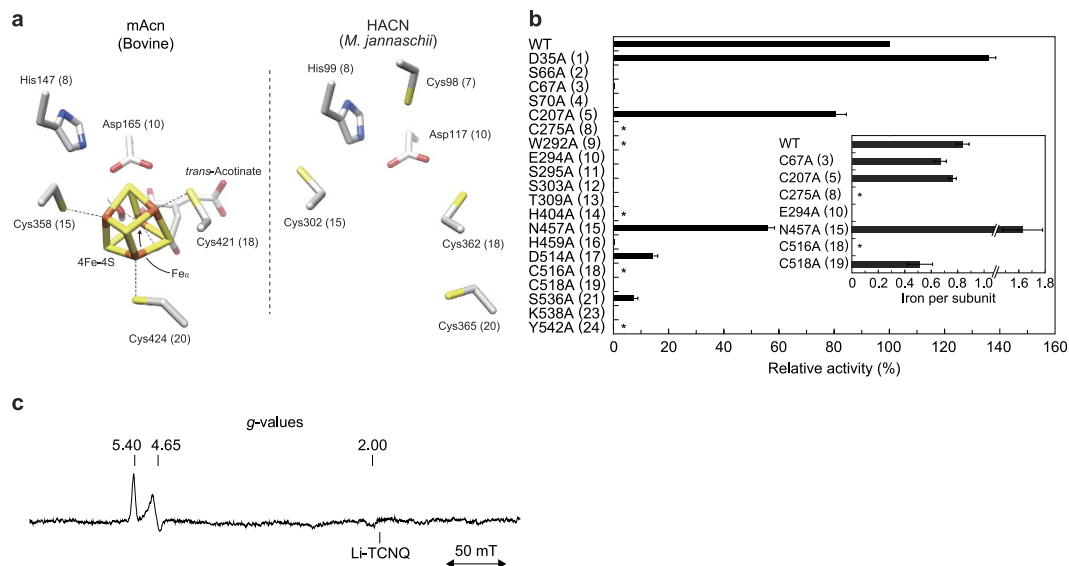 a
mAcn
(Bovine)
HACN
(M. jannaschii)
His147 (8)
Asp165 (10)
trans-Acotinate
Cys358 (15)
Cys421 (18)
4Fe-4S
Feα
Cys424 (20)
His99 (8)
Cys98 (7)
Asp117 (10)
Cys302 (15)
Cys362 (18)
Cys365 (20)
b
WT
D35A (1)
S66A (2)
C67A (3)
S70A (4)
C207A (5)
C275A (8) *
W292A (9) *
E294A (10)
S295A (11)
S303A (12)
T309A (13)
H404A (14) *
N457A (15)
H459A (16)
D514A (17)
C516A (18) *
C518A (19)
S536A (21)
K538A (23)
Y542A (24) *
0 20 40 60 80 100 120 140 160
Relative activity (%)
WT
C67A (3)
C207A (5)
C275A (8) *
E294A (10)
N457A (15)
C516A (18) *
C518A (19)
0 0.2 0.4 0.6 0.8 1.0 1.6 1.8
Iron per subunit
c
g-values
5.40 4.65 2.00
Li-TCNQ
50 mT